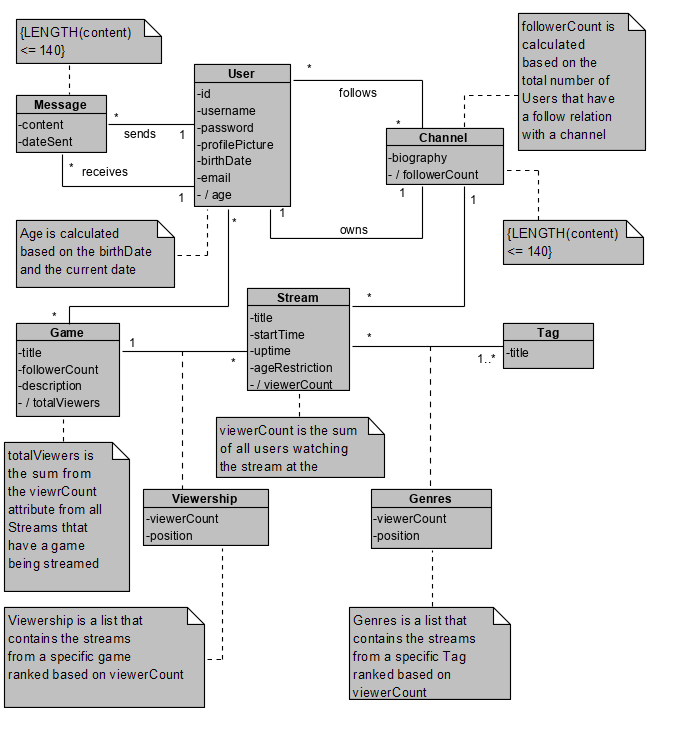 {LENGTH(content)
<= 140}
followerCount is
calculated
based on the
total number of
Users that have
a follow relation
with a channel
User
-id
-username
-password
-profilePicture
-birthDate
-email
- / age
*
follows
*
Message
-content
-dateSent
*
sends
1
*
receives
1
Channel
-biography
- / followerCount
1
1
owns
1
*
Age is calculated
based on the birthDate
and the current date
{LENGTH(content)
<= 140}
*
Stream
-title
-startTime
-uptime
-ageRestriction
- / viewerCount
*
*
Game
-title
-followerCount
-description
- / totalViewers
1
*
Tag
-title
1..*
viewerCount is the sum
of all users watching
the stream at the
totalViewers is
the sum from
the viewrCount
attribute from all
Streams thtat
have a game
being streamed
Viewership
-viewerCount
-position
Genres
-viewerCount
-position
Viewership is a list that
contains the streams
from a specific game
ranked based on viewerCount
Genres is a list that
contains the streams
from a specific Tag
ranked based on
viewerCount